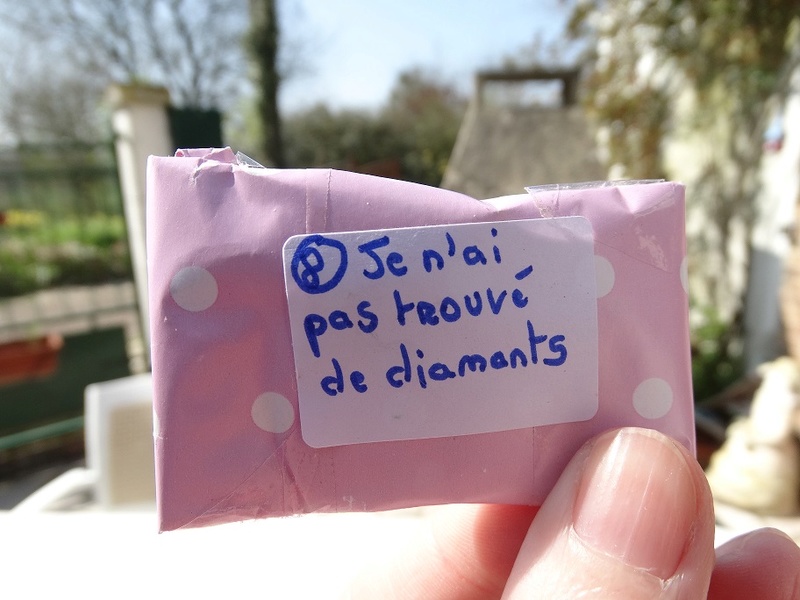 ⑧ Je n'ai
pas trouvé
de diamants